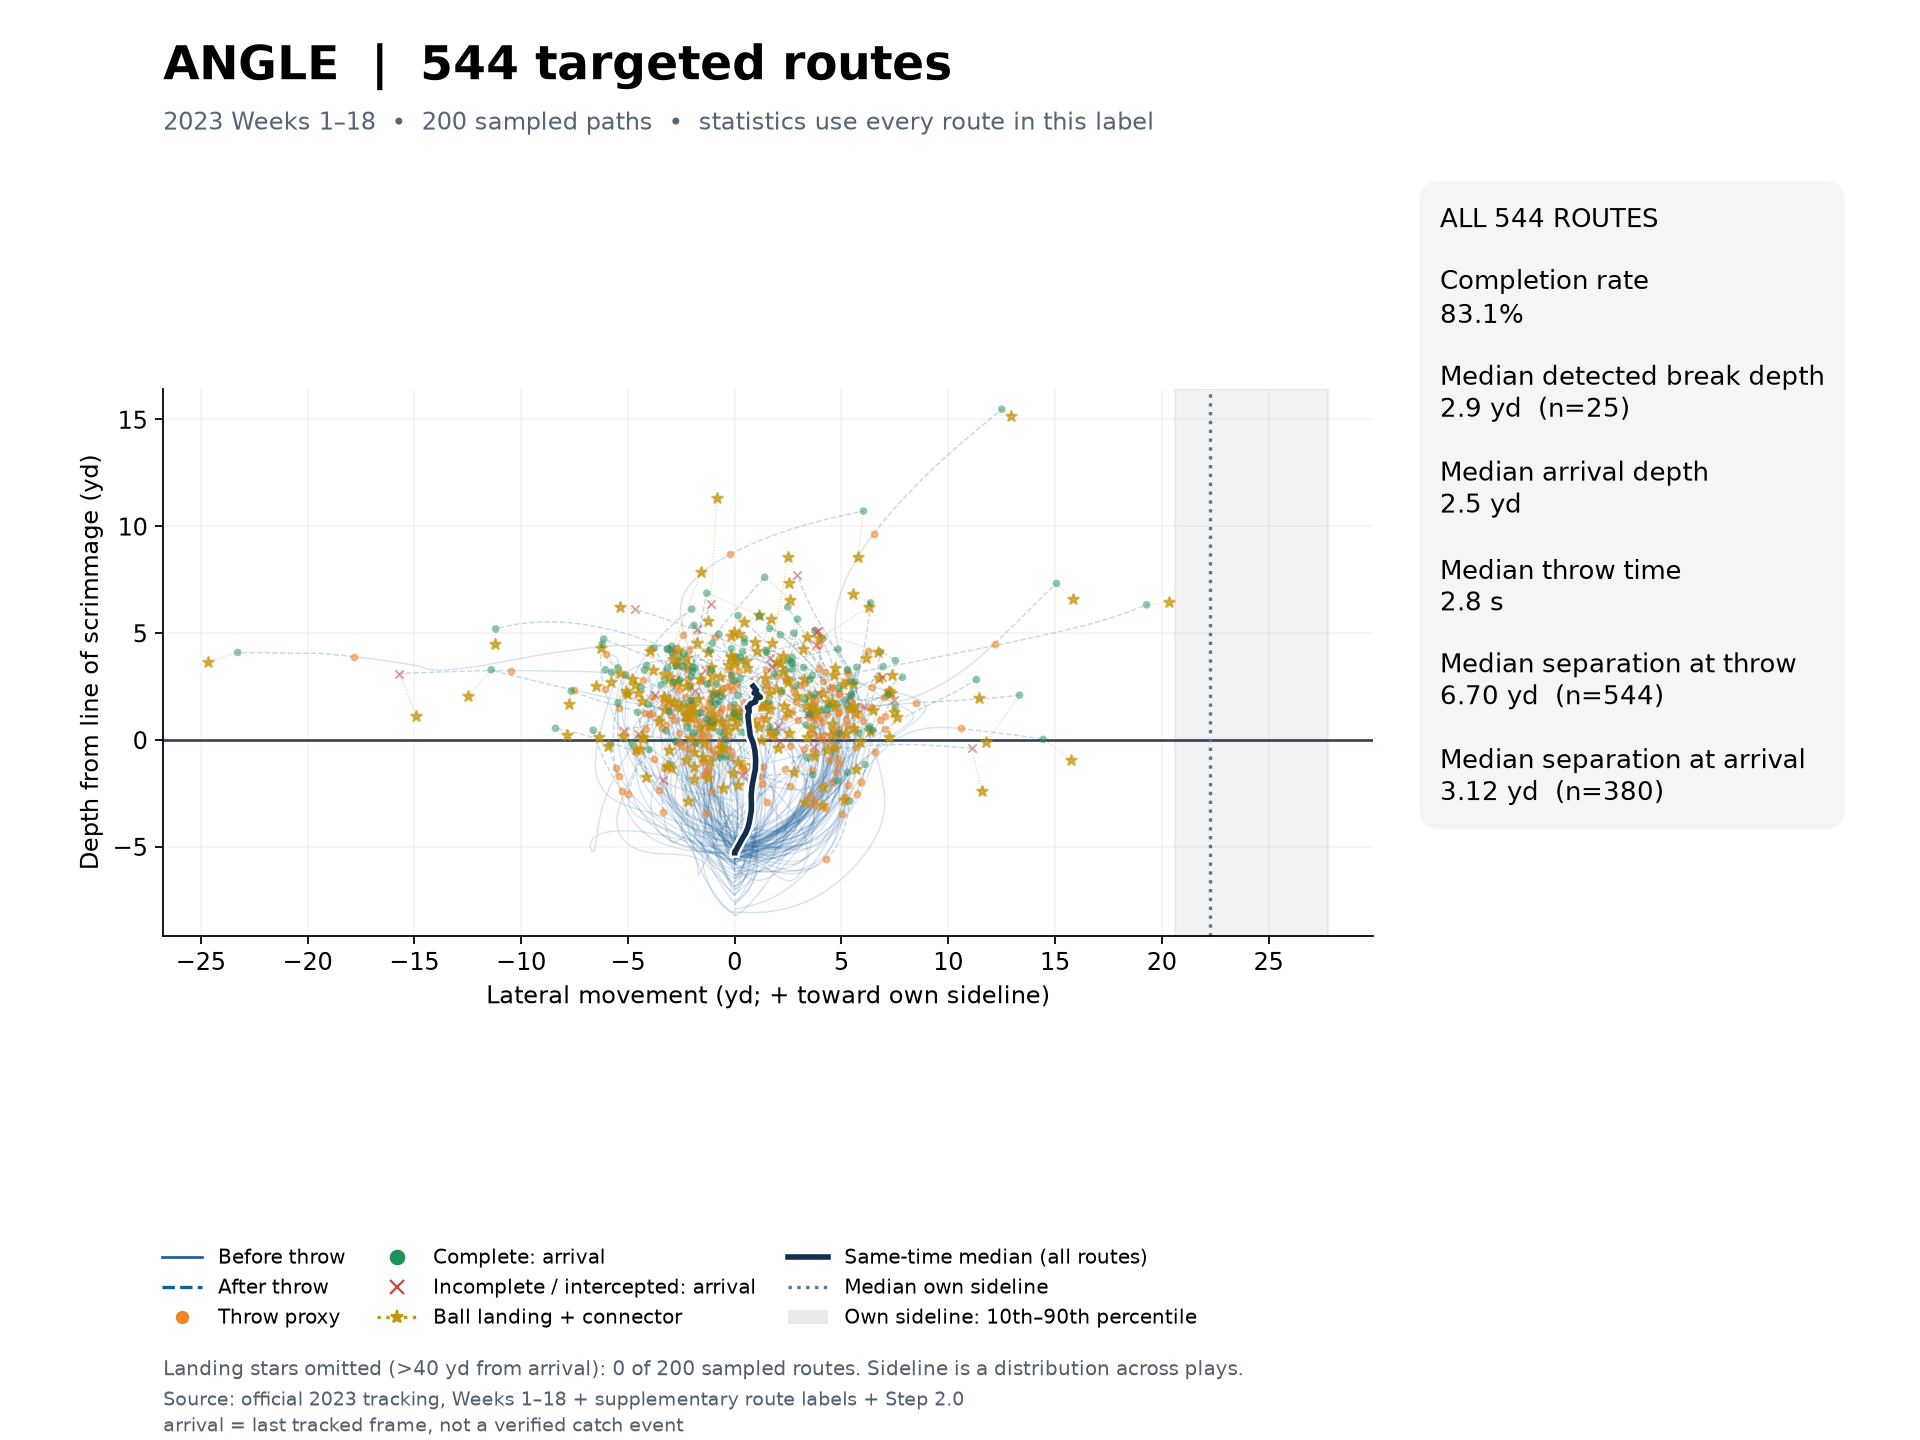 ANGLE | 544 targeted routes
2023 Weeks 1–18 • 200 sampled paths • statistics use every route in this label
ALL 544 ROUTES
Completion rate
83.1%
Median detected break depth
2.9 yd (n=25)
Median arrival depth
2.5 yd
Median throw time
2.8 s
Median separation at throw
6.70 yd (n=544)
Median separation at arrival
3.12 yd (n=380)
Depth from line of scrimmage (yd)
15
10
5
0
−5
−25 −20 −15 −10 −5 0 5 10 15 20 25
Lateral movement (yd; + toward own sideline)
Before throw
After throw
Throw proxy
Complete: arrival
Incomplete / intercepted: arrival
Ball landing + connector
Same-time median (all routes)
Median own sideline
Own sideline: 10th–90th percentile
Landing stars omitted (>40 yd from arrival): 0 of 200 sampled routes. Sideline is a distribution across plays.
Source: official 2023 tracking, Weeks 1–18 + supplementary route labels + Step 2.0
arrival = last tracked frame, not a verified catch event